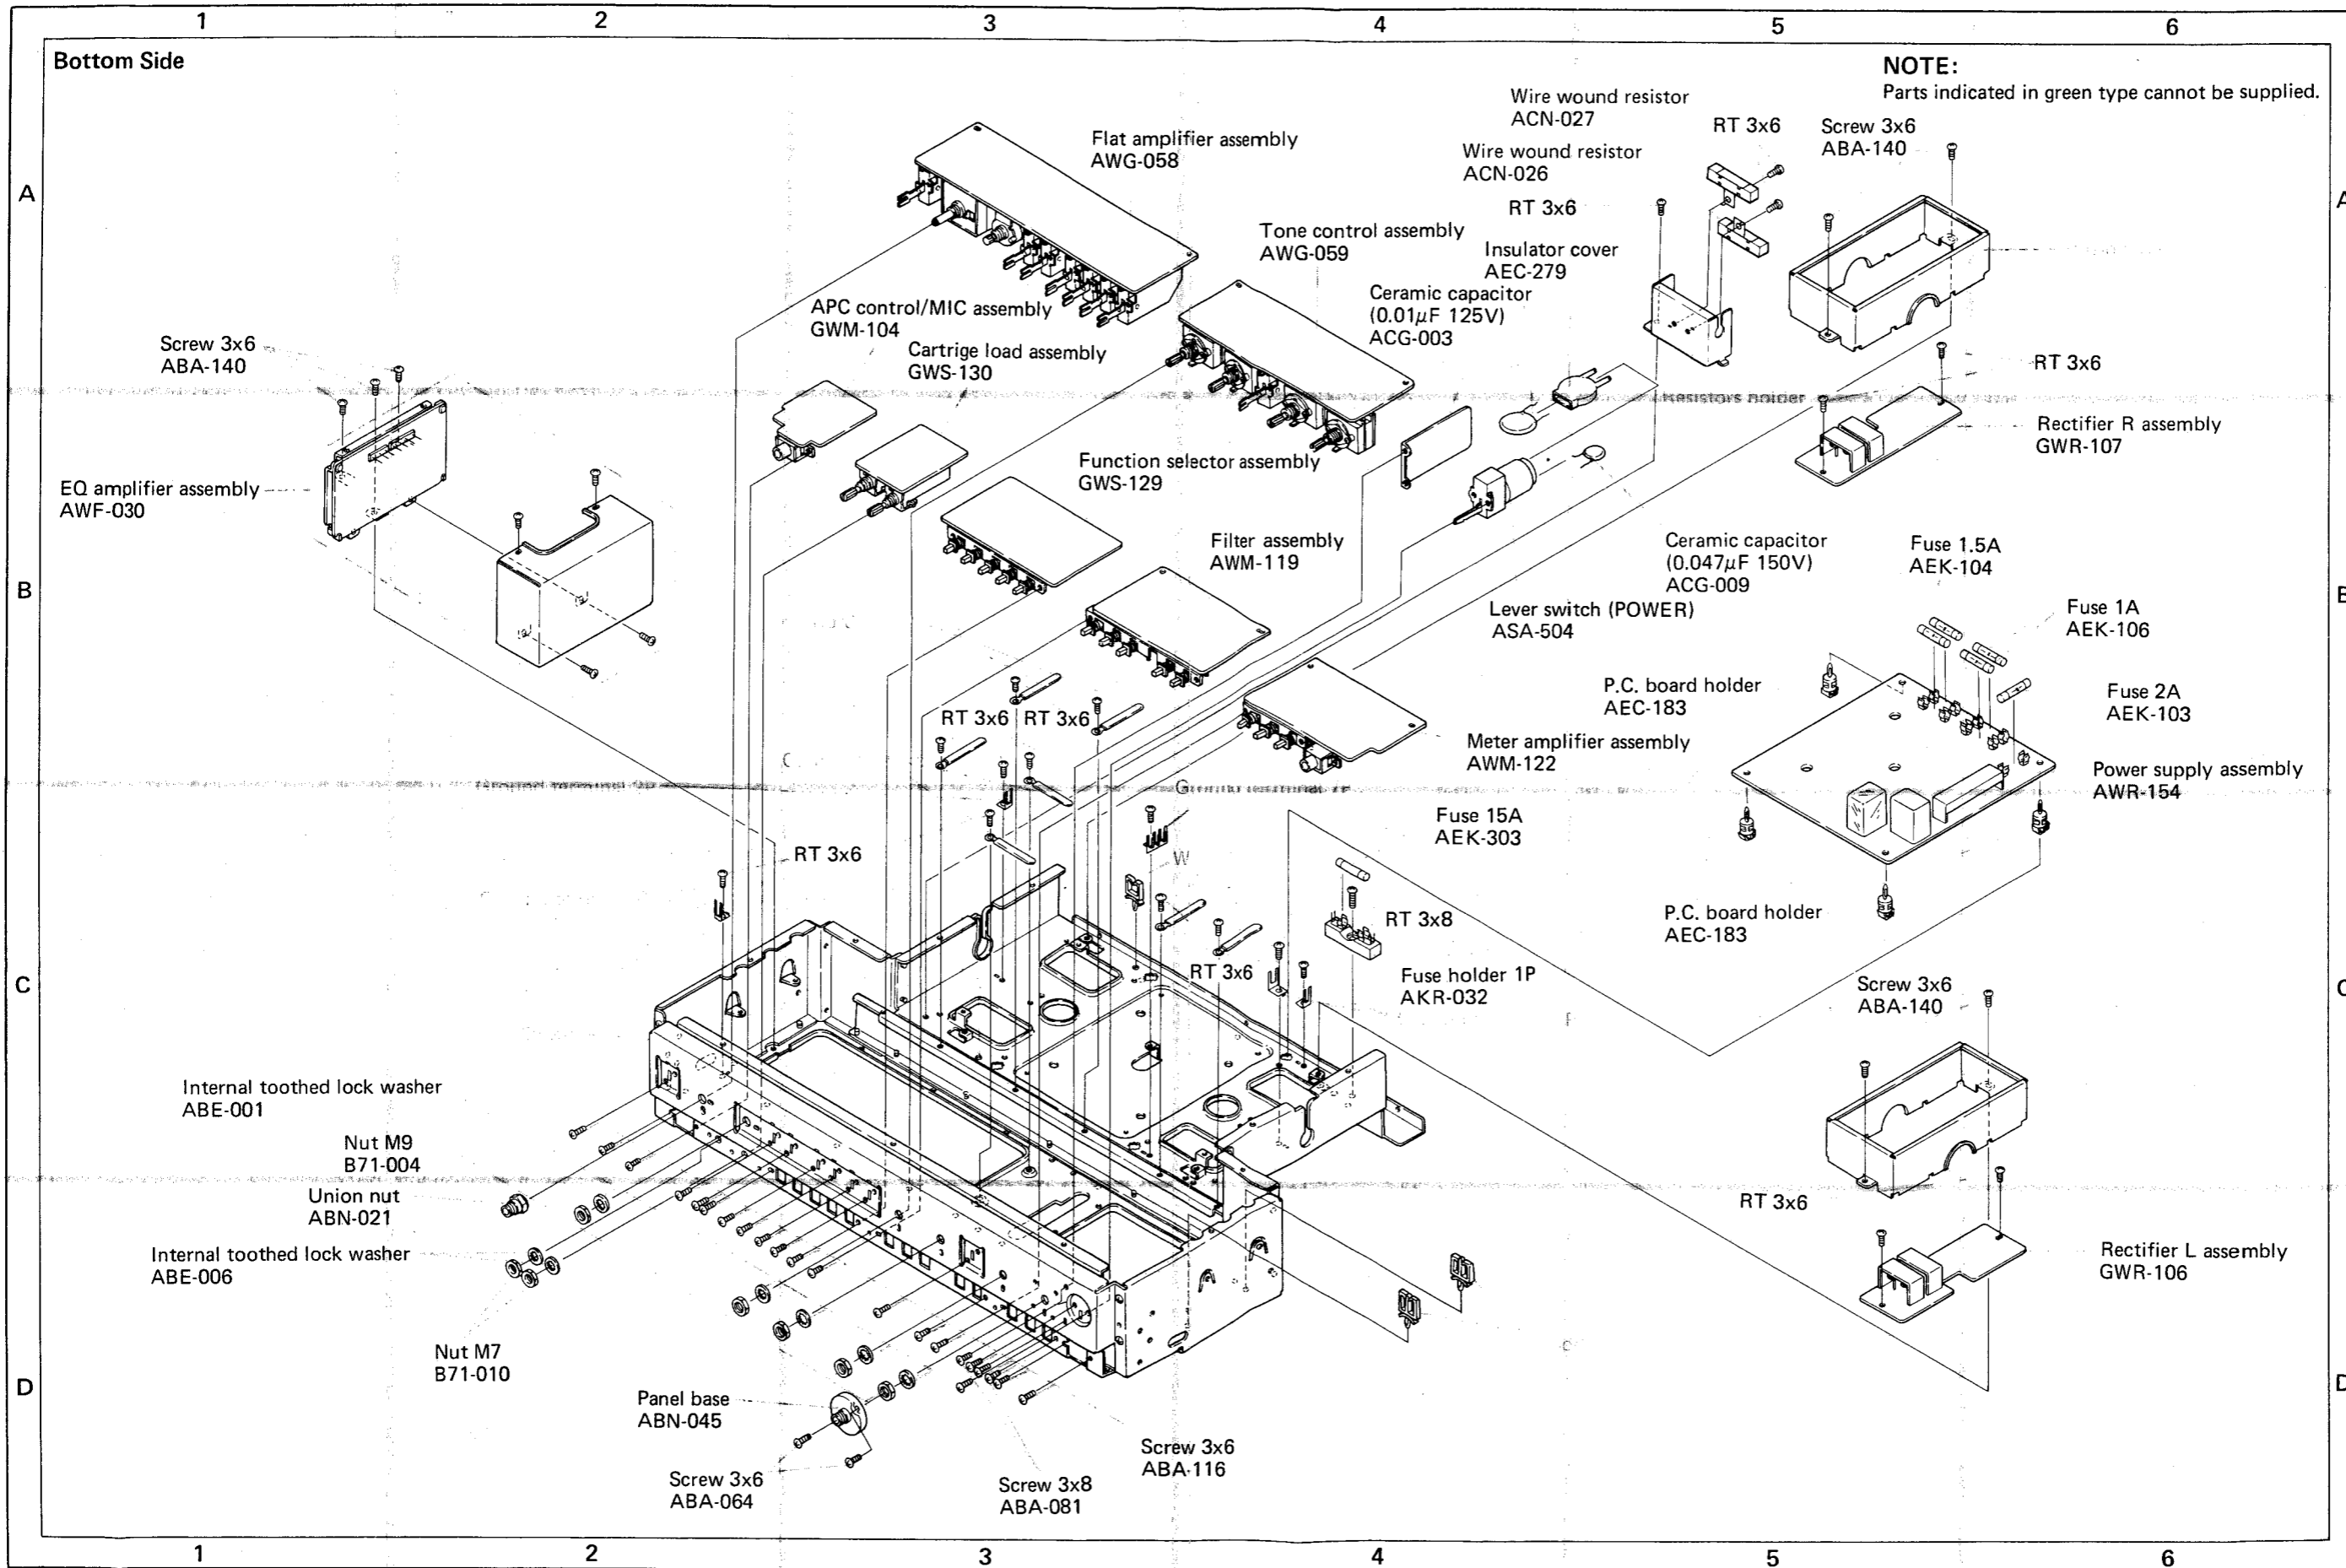 1 2 3 4 5 6
Bottom Side
NOTE:
Parts indicated in green type cannot be supplied.
A
A
Wire wound resistor
ACN-027
RT 3x6
Screw 3x6
ABA-140
Flat amplifier assembly
AWG-058
Wire wound resistor
ACN-026
RT 3x6
Tone control assembly
AWG-059
Insulator cover
AEC-279
Ceramic capacitor
(0.01μF 125V)
ACG-003
APC control/MIC assembly
GWM-104
Cartrige load assembly
GWS-130
Screw 3x6
ABA-140
RT 3x6
Resistors holder
Rectifier R assembly
GWR-107
Function selector assembly
GWS-129
EQ amplifier assembly
AWF-030
Filter assembly
AWM-119
Ceramic capacitor
(0.047μF 150V)
ACG-009
Fuse 1.5A
AEK-104
B
B
Lever switch (POWER)
ASA-504
Fuse 1A
AEK-106
P.C. board holder
AEC-183
Fuse 2A
AEK-103
RT 3x6 RT 3x6
Meter amplifier assembly
AWM-122
Power supply assembly
AWR-154
G
Fuse 15A
AEK-303
RT 3x6
W
RT 3x8
P.C. board holder
AEC-183
RT 3x6
Fuse holder 1P
AKR-032
C
C
Screw 3x6
ABA-140
Internal toothed lock washer
ABE-001
Nut M9
B71-004
Union nut
ABN-021
RT 3x6
Internal toothed lock washer
ABE-006
Rectifier L assembly
GWR-106
Nut M7
B71-010
D
D
Panel base
ABN-045
Screw 3x6
ABA-064
Screw 3x8
ABA-081
Screw 3x6
ABA-116
1 2 3 4 5 6